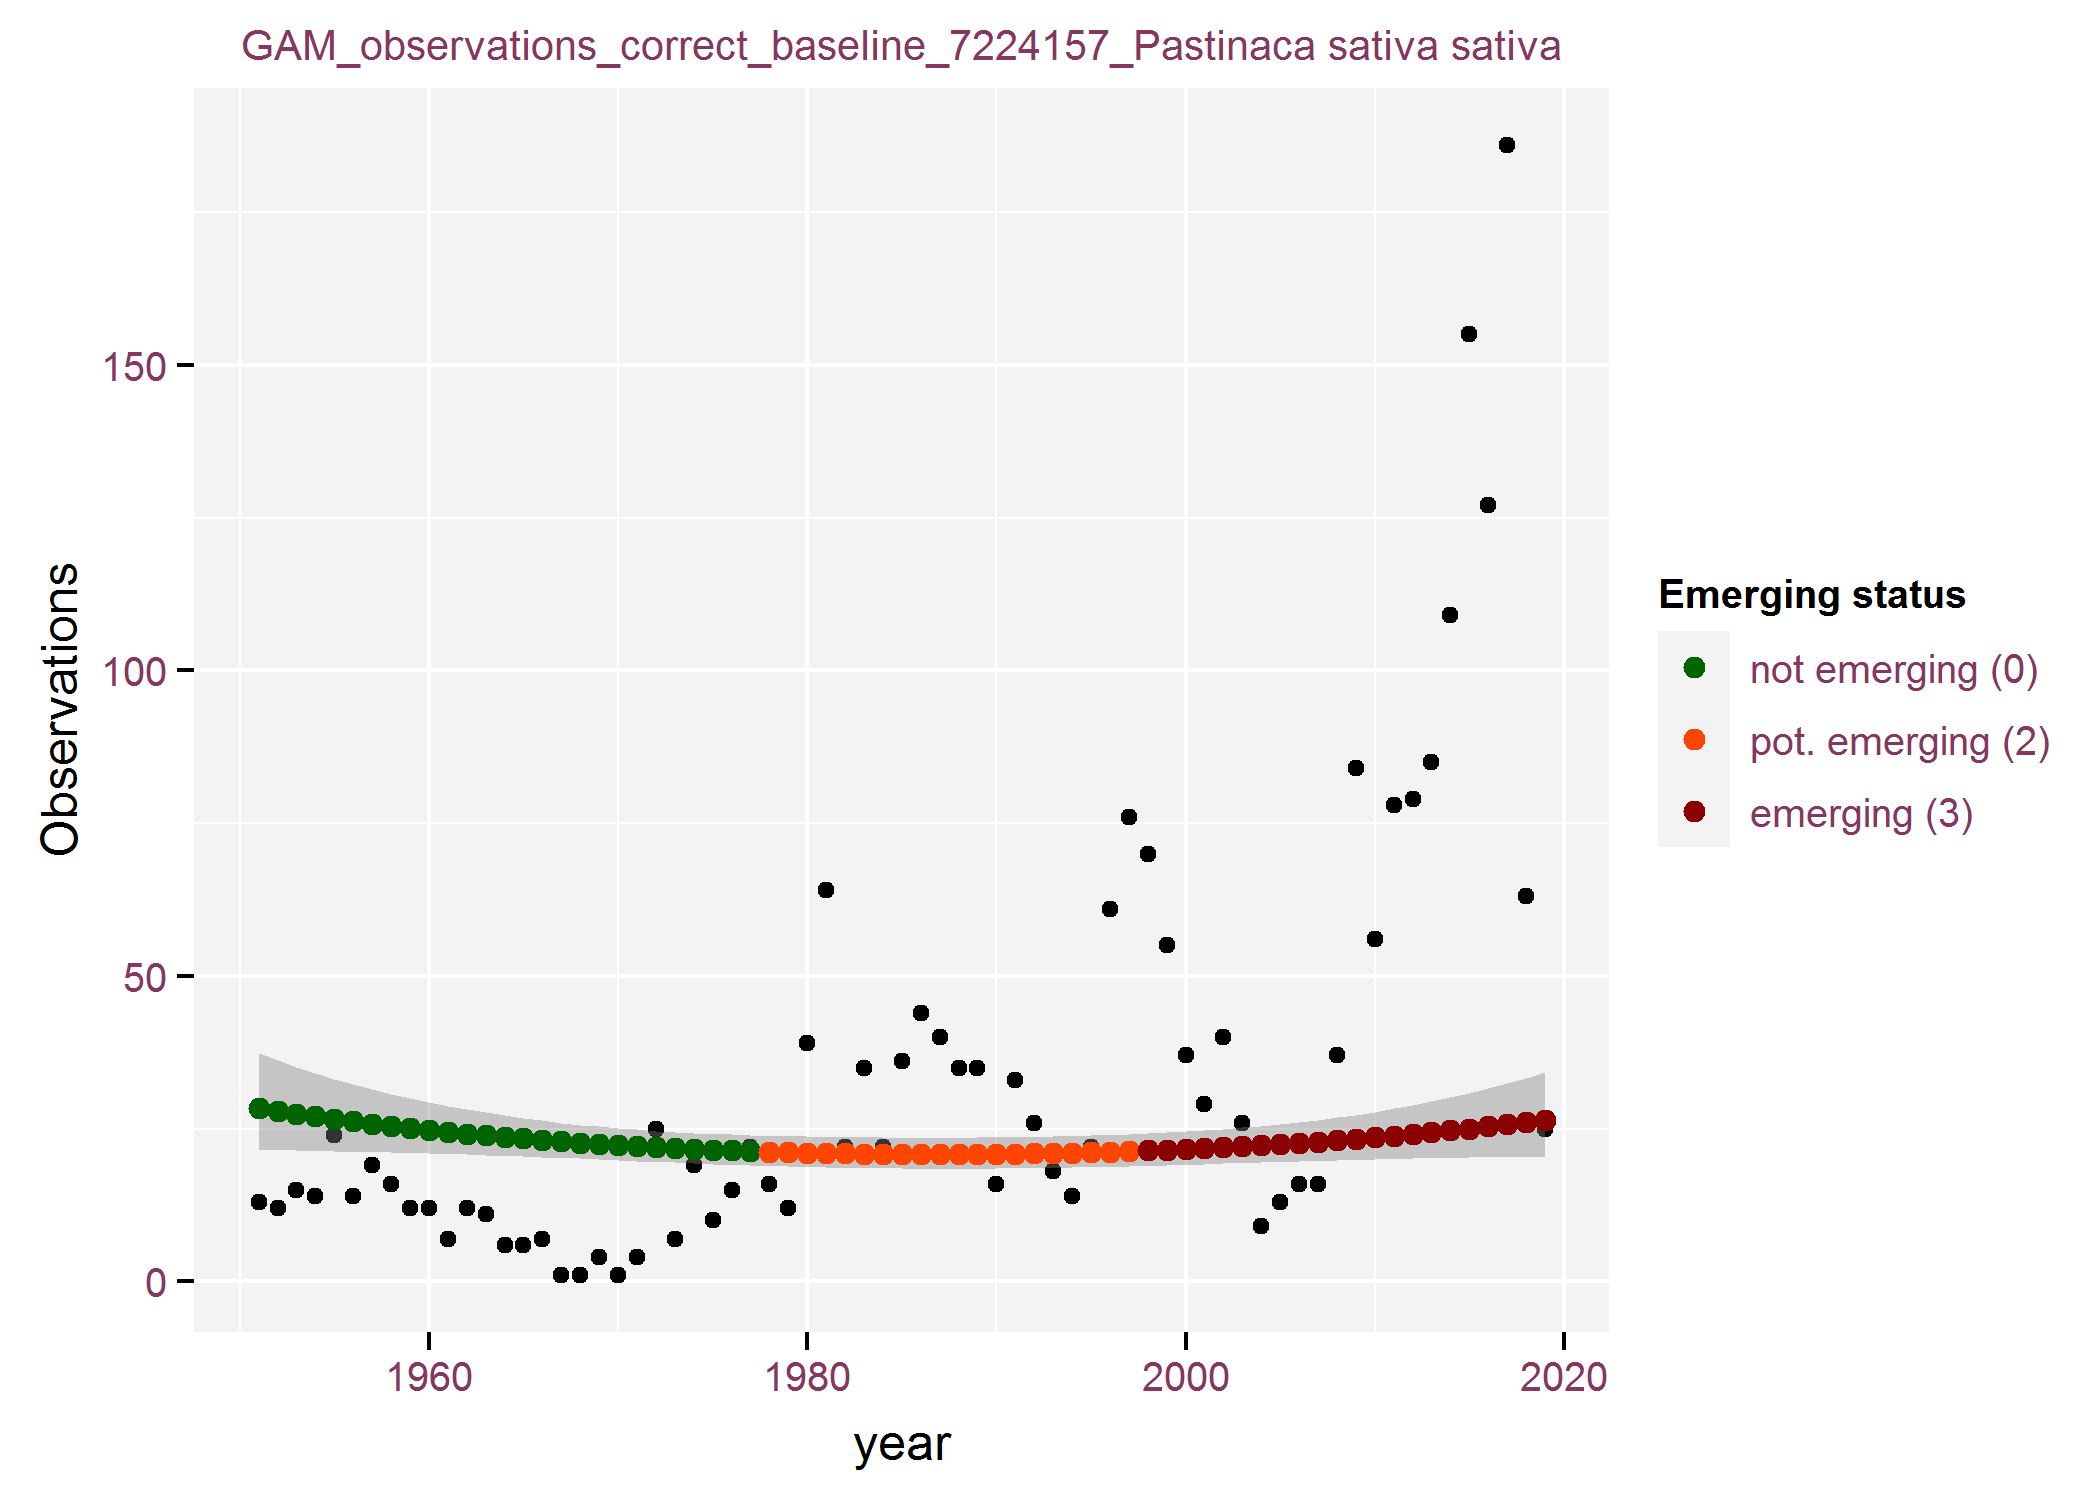 GAM_observations_correct_baseline_7224157_Pastinaca sativa sativa
Observations
150
100
50
0
1960
1980
2000
2020
year
Emerging status
not emerging (0)
pot. emerging (2)
emerging (3)